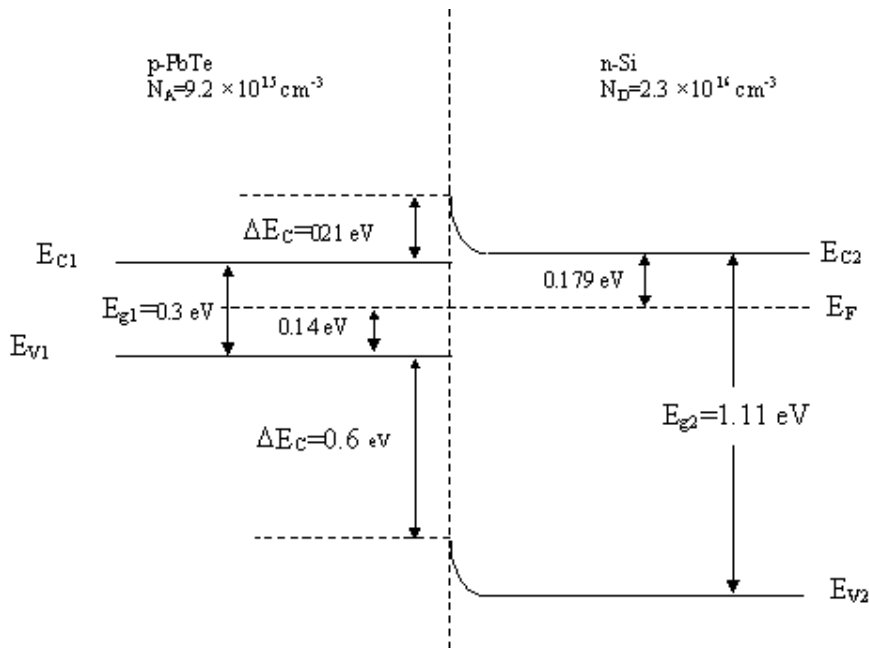 p-PbTe
N_A=9.2 × 10^15 cm^-3
n-Si
N_D=2.3 ×10^16 cm^-3
ΔE_C=021 eV
E_C1
E_C2
0.179 eV
E_g1=0.3 eV
E_F
0.14 eV
E_V1
E_g2=1.11 eV
ΔE_C=0.6 eV
E_V2